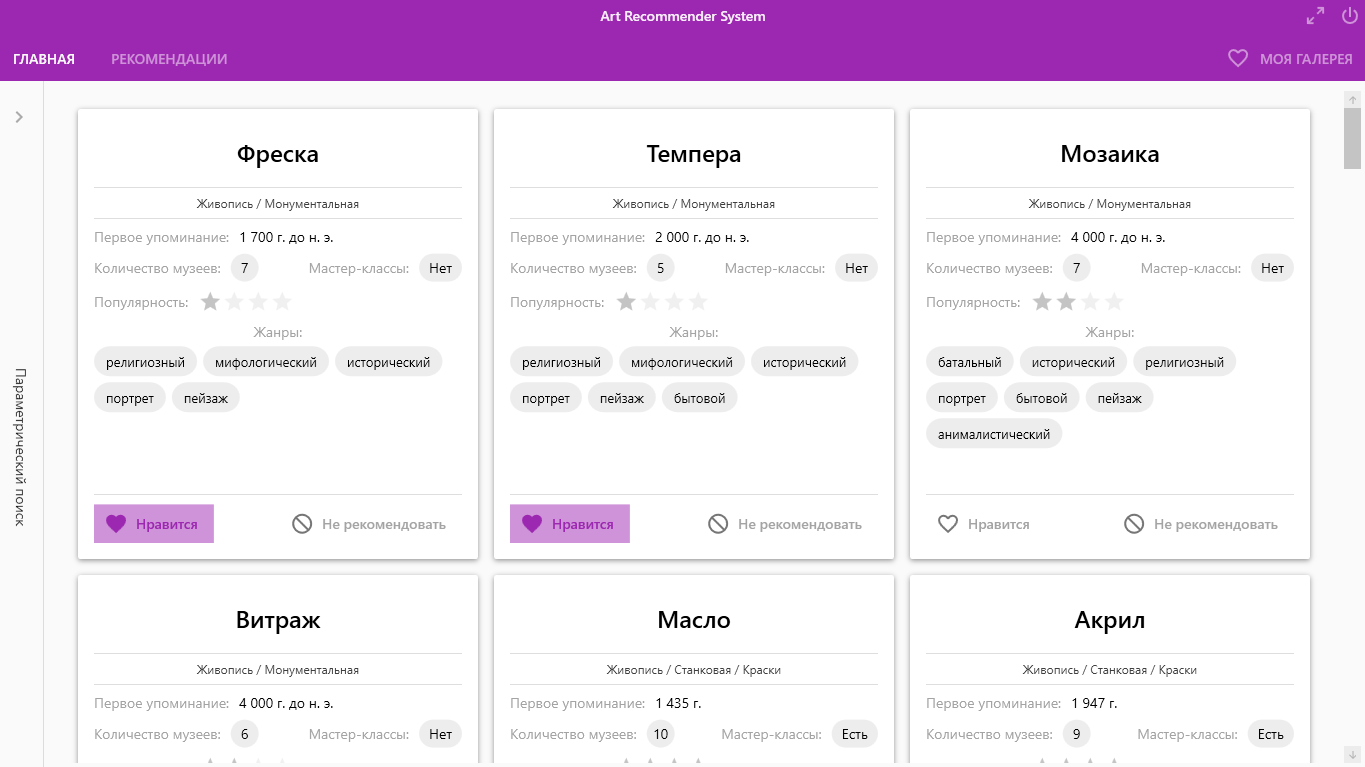 Art Recommender System
ГЛАВНАЯ РЕКОМЕНДАЦИИ МОЯ ГАЛЕРЕЯ
Параметрический поиск
Фреска
Живопись / Монументальная
Первое упоминание: 1 700 г. до н. э.
Количество музеев: 7 Мастер-классы: Нет
Популярность:
Жанры:
религиозный мифологический исторический
портрет пейзаж
Нравится Не рекомендовать
Темпера
Живопись / Монументальная
Первое упоминание: 2 000 г. до н. э.
Количество музеев: 5 Мастер-классы: Нет
Популярность:
Жанры:
религиозный мифологический исторический
портрет пейзаж бытовой
Нравится Не рекомендовать
Мозаика
Живопись / Монументальная
Первое упоминание: 4 000 г. до н. э.
Количество музеев: 7 Мастер-классы: Нет
Популярность:
Жанры:
батальный исторический религиозный
портрет бытовой пейзаж
анималистический
Нравится Не рекомендовать
Витраж
Живопись / Монументальная
Первое упоминание: 4 000 г. до н. э.
Количество музеев: 6 Мастер-классы: Нет
Масло
Живопись / Станковая / Краски
Первое упоминание: 1 435 г.
Количество музеев: 10 Мастер-классы: Есть
Акрил
Живопись / Станковая / Краски
Первое упоминание: 1 947 г.
Количество музеев: 9 Мастер-классы: Есть